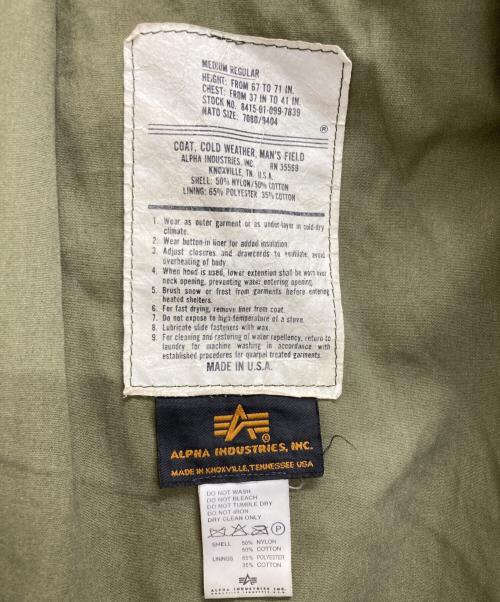 MEDIUM REGULAR
HEIGHT: FROM 67 TO 71 IN.
CHEST: FROM 37 IN TO 41 IN.
STOCK NO. 8415-01-099-7839
NATO SIZE: 7080/9404
®
COAT, COLD WEATHER, MAN'S FIELD
ALPHA INDUSTRIES, INC. RN 35569
KNOXVILLE, TN. U.S.A.
SHELL: 50% NYLON/50% COTTON
LINING: 65% POLYESTER 35% COTTON
1. Wear as outer garment or as under-layer in cold-dry
climate.
2. Wear button-in liner for added insulation.
3. Adjust closures and drawcords to ventilate, avoid
overheating of body.
4. When hood is used, lower extension shall be worn over
neck opening, preventing water entering opening.
5. Brush snow or frost from garments before entering
heated shelters.
6. For fast drying, remove liner from coat.
7. Do not expose to high temperature of a stove.
8. Lubricate slide fasteners with wax.
9. For cleaning and restoring of water repellency, return to
laundry for machine washing in accordance with
established procedures for quarpel treated garments.
MADE IN U.S.A.
®
ALPHA INDUSTRIES, INC.
MADE IN KNOXVILLE, TENNESSEE USA
DO NOT WASH
DO NOT BLEACH
DO NOT TUMBLE DRY
DO NOT IRON
DRY CLEAN ONLY
P
SHELL 50% NYLON
50% COTTON
LININGS 65% POLYESTER
35% COTTON
ALPHA INDUSTRIES INC.